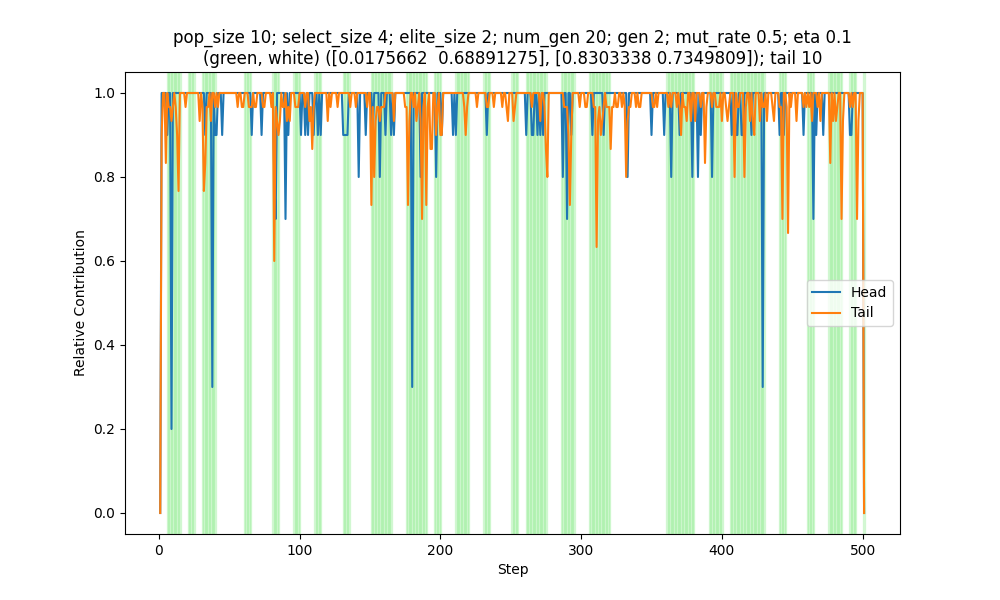 pop_size 10; select_size 4; elite_size 2; num_gen 20; gen 2; mut_rate 0.5; eta 0.1
(green, white) ([0.0175662  0.68891275], [0.8303338 0.7349809]); tail 10
1.0
0.8
0.6
0.4
0.2
0.0
Relative Contribution
Head
Tail
0
100
200
300
400
500
Step